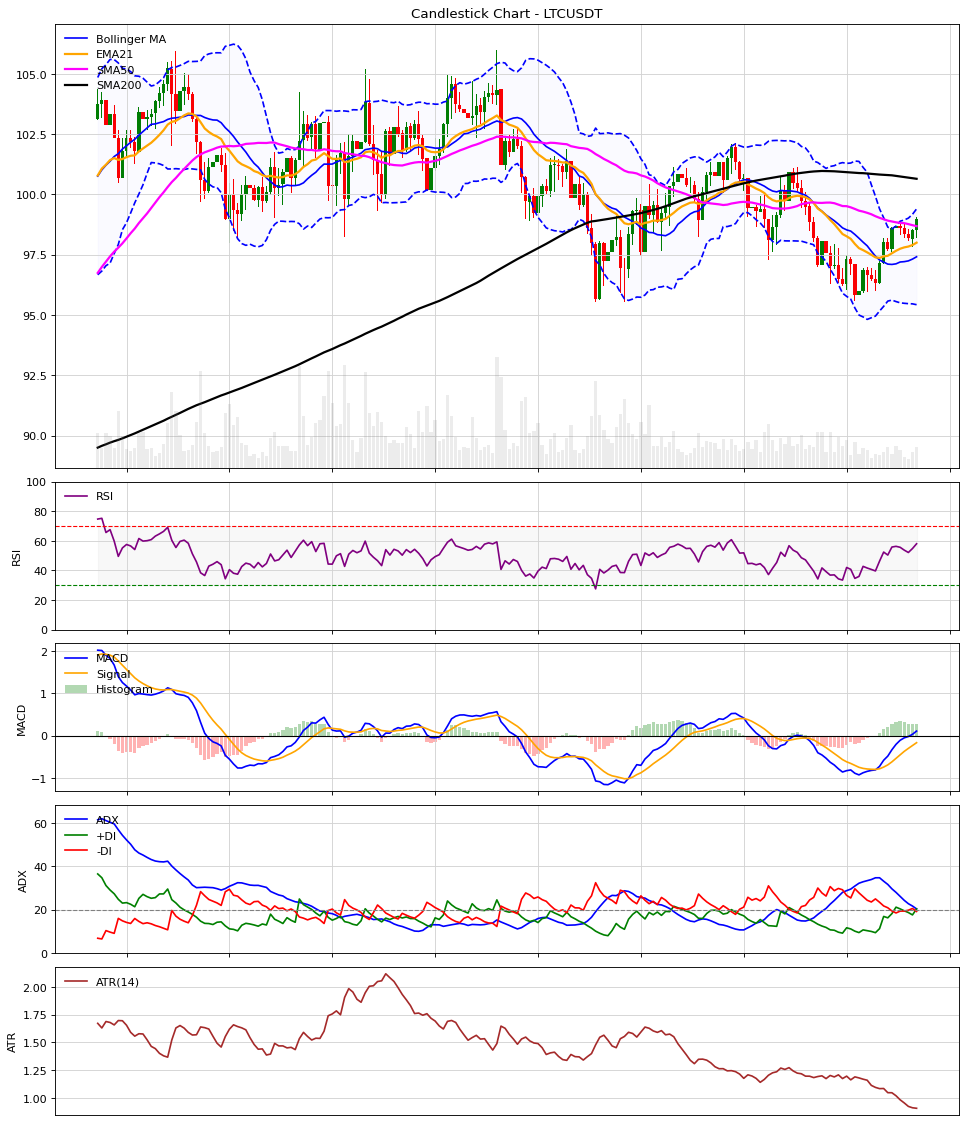 Candlestick Chart - LTCUSDT
Bollinger MA
EMA21
SMA50
SMA200
105.0
102.5
100.0
97.5
95.0
92.5
90.0
RSI
100
80
60
40
20
0
RSI
MACD
Signal
Histogram
2
1
0
−1
MACD
ADX
+DI
-DI
60
40
20
0
ADX
ATR(14)
2.00
1.75
1.50
1.25
1.00
ATR